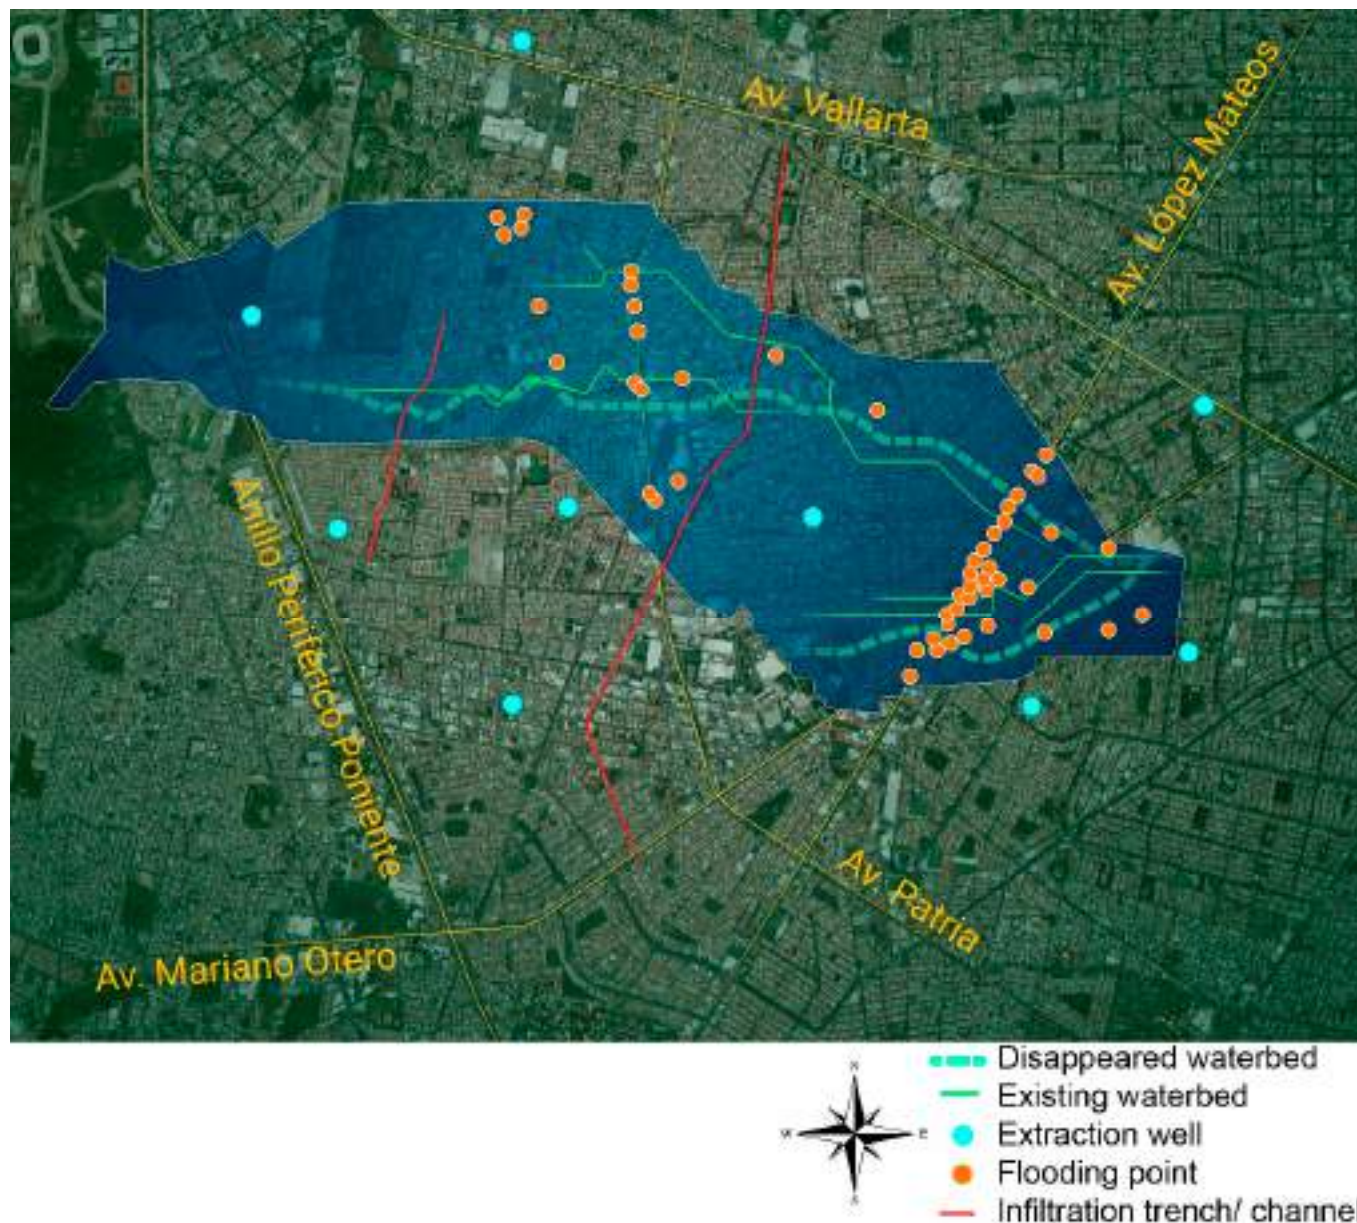 Av. Vallarta
Av. López Mateos
Anillo Periférico Poniente
Av. Patria
Av. Mariano Otero
N
W
E
S
Disappeared waterbed
Existing waterbed
Extraction well
Flooding point
Infiltration trench/ channel